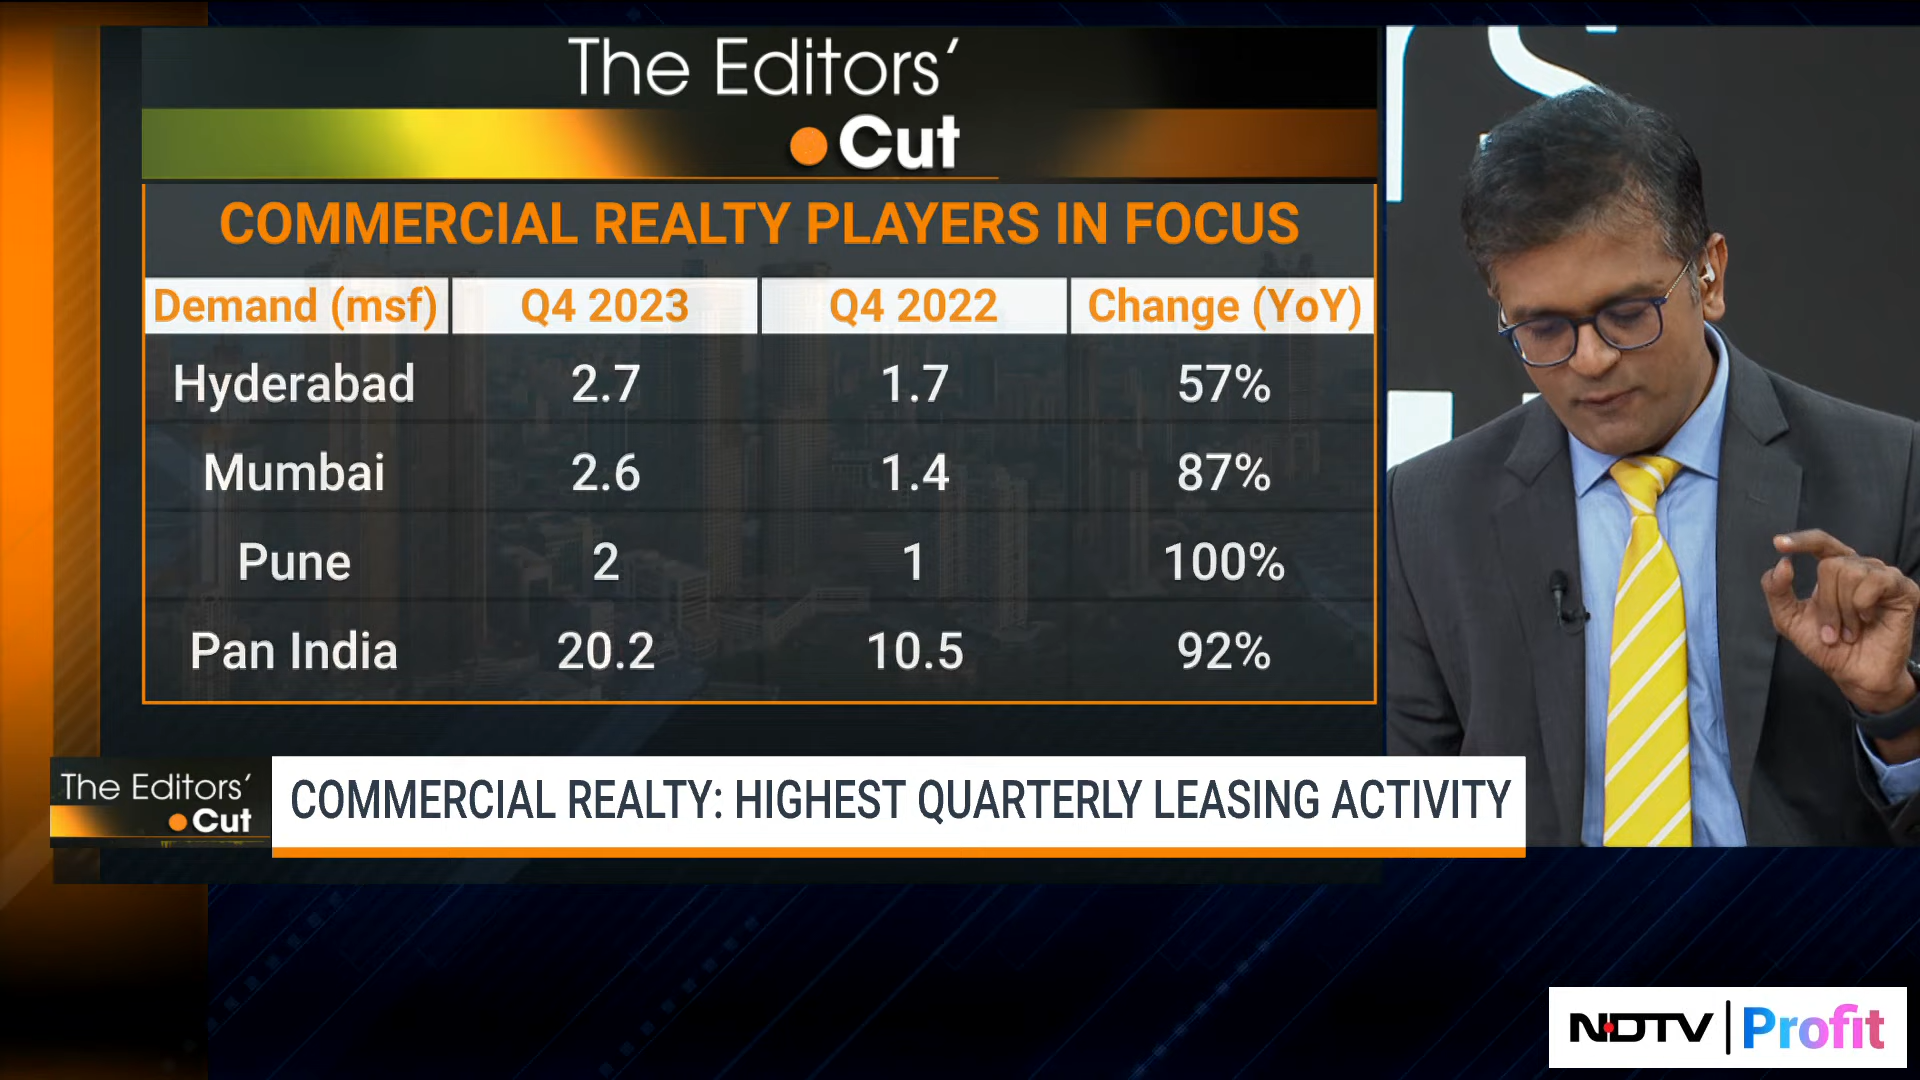 The Editors'
Cut
COMMERCIAL REALTY PLAYERS IN FOCUS
Demand (msf) Q4 2023 Q4 2022 Change (YoY)
Hyderabad 2.7 1.7 57%
Mumbai 2.6 1.4 87%
Pune 2 1 100%
Pan India 20.2 10.5 92%
The Editors'
Cut
COMMERCIAL REALTY: HIGHEST QUARTERLY LEASING ACTIVITY
NDTV Profit